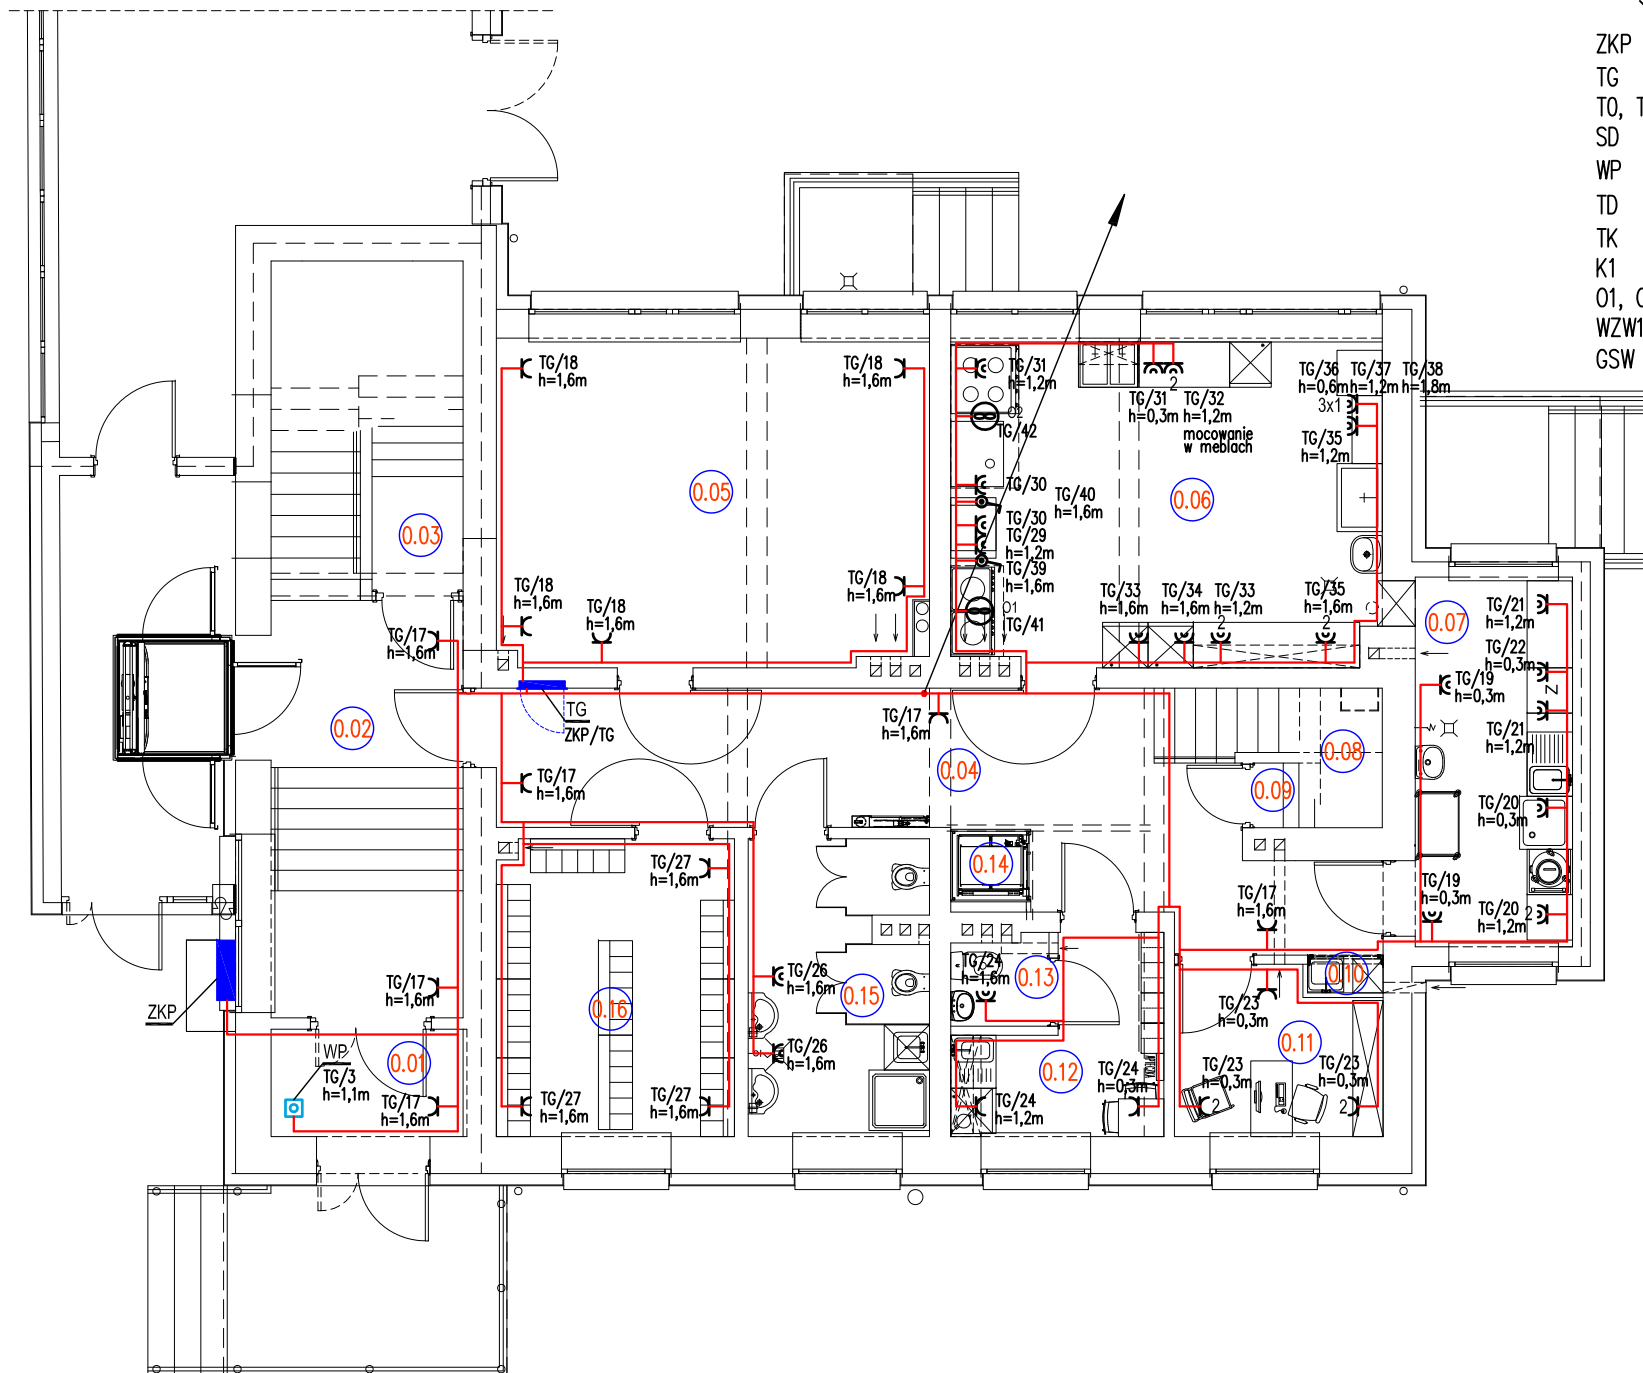 ZKP
TG
T0, T
SD
WP
TD
TK
K1
O1, O
WZW1
GSW
TG/18
h=1,6m
TG/18
h=1,6m
TG/31
h=1,2m
02
TG/42
TG/31
h=0,3m
2
TG/32
h=1,2m
mocowanie
w meblach
TG/36
h=0,6m
TG/37
h=1,2m
TG/38
h=1,8m
3x1
TG/35
h=1,2m
0.05
0.06
0.03
TG/30
TG/40
h=1,6m
TG/30
TG/29
h=1,2m
TG/39
h=1,6m
01
TG/41
TG/18
h=1,6m
TG/18
h=1,6m
TG/18
h=1,6m
TG/33
h=1,6m
TG/34
h=1,6m
TG/33
h=1,2m
2
TG/35
h=1,6m
2
0.07
TG/21
h=1,2m
TG/22
h=0,3m
TG/19
h=0,3m
Z
TG/21
h=1,2m
TG/17
h=1,6m
TG
ZKP/TG
TG/17
h=1,6m
0.02
0.04
0.08
0.09
TG/17
h=1,6m
TG/20
h=0,3m
TG/27
h=1,6m
0.14
TG/17
h=1,6m
TG/19
h=0,3m
TG/20
h=1,2m
2
TG/17
h=1,6m
0.16
TG/26
h=1,6m
0.15
TG/24
h=1,6m
0.13
0.10
TG/23
h=0,3m
ZKP
WP
TG/3
h=1,1m
0.01
TG/17
h=1,6m
TG/26
h=1,6m
0.12
0.11
TG/27
h=1,6m
TG/27
h=1,6m
TG/24
h=1,2m
TG/24
h=0,3m
TG/23
h=0,3m
2
TG/23
h=0,3m
2